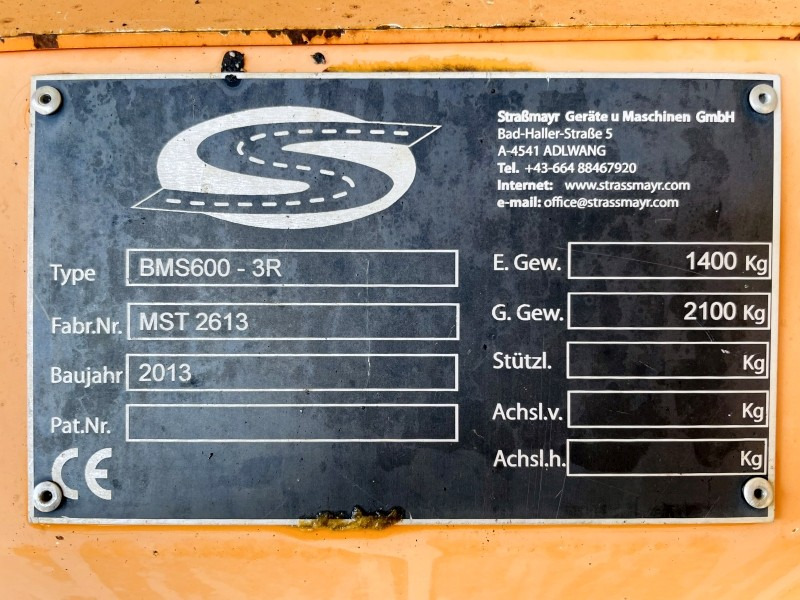 Straßmayr Geräte u Maschinen GmbH
Bad-Haller-Straße 5
A-4541 ADLWANG
Tel. +43-664 88467920
Internet: www.strassmayr.com
e-mail: office@strassmayr.com
Type BMS600 - 3R
Fabr.Nr. MST 2613
Baujahr 2013
Pat.Nr.
CE
E. Gew. 1400 Kg
G. Gew. 2100 Kg
Stützl. Kg
Achsl.v. Kg
Achsl.h. Kg